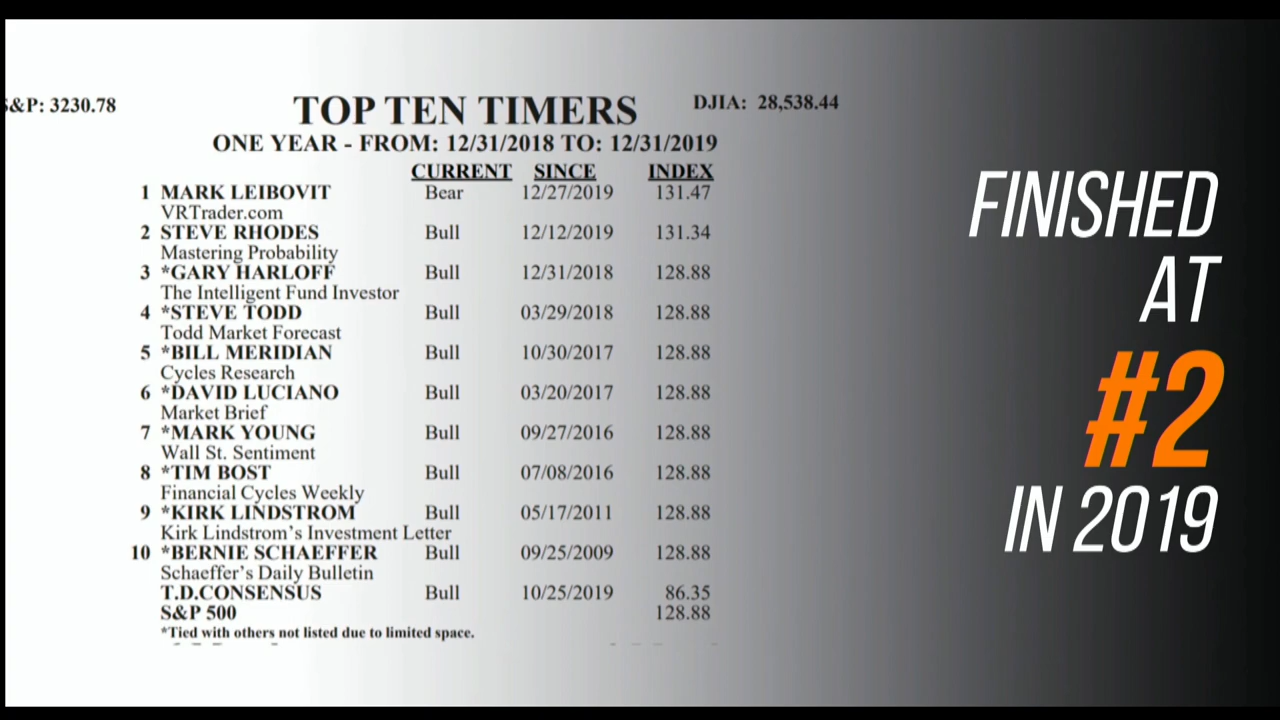 S&P: 3230.78
TOP TEN TIMERS
DJIA: 28,538.44
ONE YEAR - FROM: 12/31/2018 TO: 12/31/2019
CURRENT SINCE INDEX
1 MARK LEIBOVIT Bear 12/27/2019 131.47
VRTrader.com
2 STEVE RHODES Bull 12/12/2019 131.34
Mastering Probability
3 *GARY HARLOFF Bull 12/31/2018 128.88
The Intelligent Fund Investor
4 *STEVE TODD Bull 03/29/2018 128.88
Todd Market Forecast
5 *BILL MERIDIAN Bull 10/30/2017 128.88
Cycles Research
6 *DAVID LUCIANO Bull 03/20/2017 128.88
Market Brief
7 *MARK YOUNG Bull 09/27/2016 128.88
Wall St. Sentiment
8 *TIM BOST Bull 07/08/2016 128.88
Financial Cycles Weekly
9 *KIRK LINDSTROM Bull 05/17/2011 128.88
Kirk Lindstrom's Investment Letter
10 *BERNIE SCHAEFFER Bull 09/25/2009 128.88
Schaeffer's Daily Bulletin
T.D.CONSENSUS Bull 10/25/2019 86.35
S&P 500 128.88
*Tied with others not listed due to limited space.
FINISHED
AT
#2
IN 2019